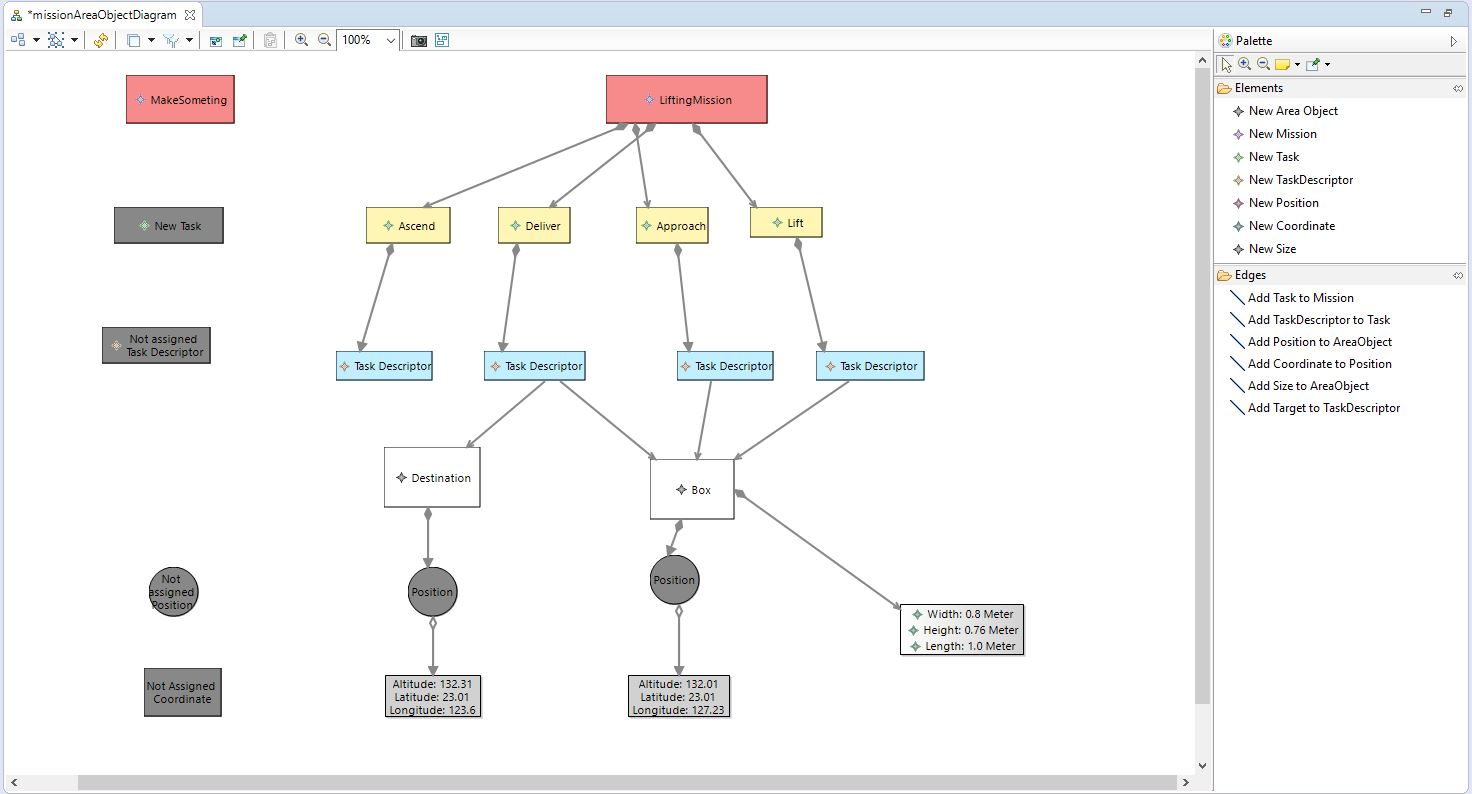 *missionAreaObjectDiagram
100%
MakeSometing
LiftingMission
New Task
Ascend
Deliver
Approach
Lift
Not assigned
Task Descriptor
Task Descriptor
Task Descriptor
Task Descriptor
Task Descriptor
Destination
Box
Not
assigned
Position
Position
Position
Width: 0.8 Meter
Height: 0.76 Meter
Length: 1.0 Meter
Not Assigned
Coordinate
Altitude: 132.31
Latitude: 23.01
Longitude: 123.6
Altitude: 132.01
Latitude: 23.01
Longitude: 127.23
Palette
Elements
New Area Object
New Mission
New Task
New TaskDescriptor
New Position
New Coordinate
New Size
Edges
Add Task to Mission
Add TaskDescriptor to Task
Add Position to AreaObject
Add Coordinate to Position
Add Size to AreaObject
Add Target to TaskDescriptor